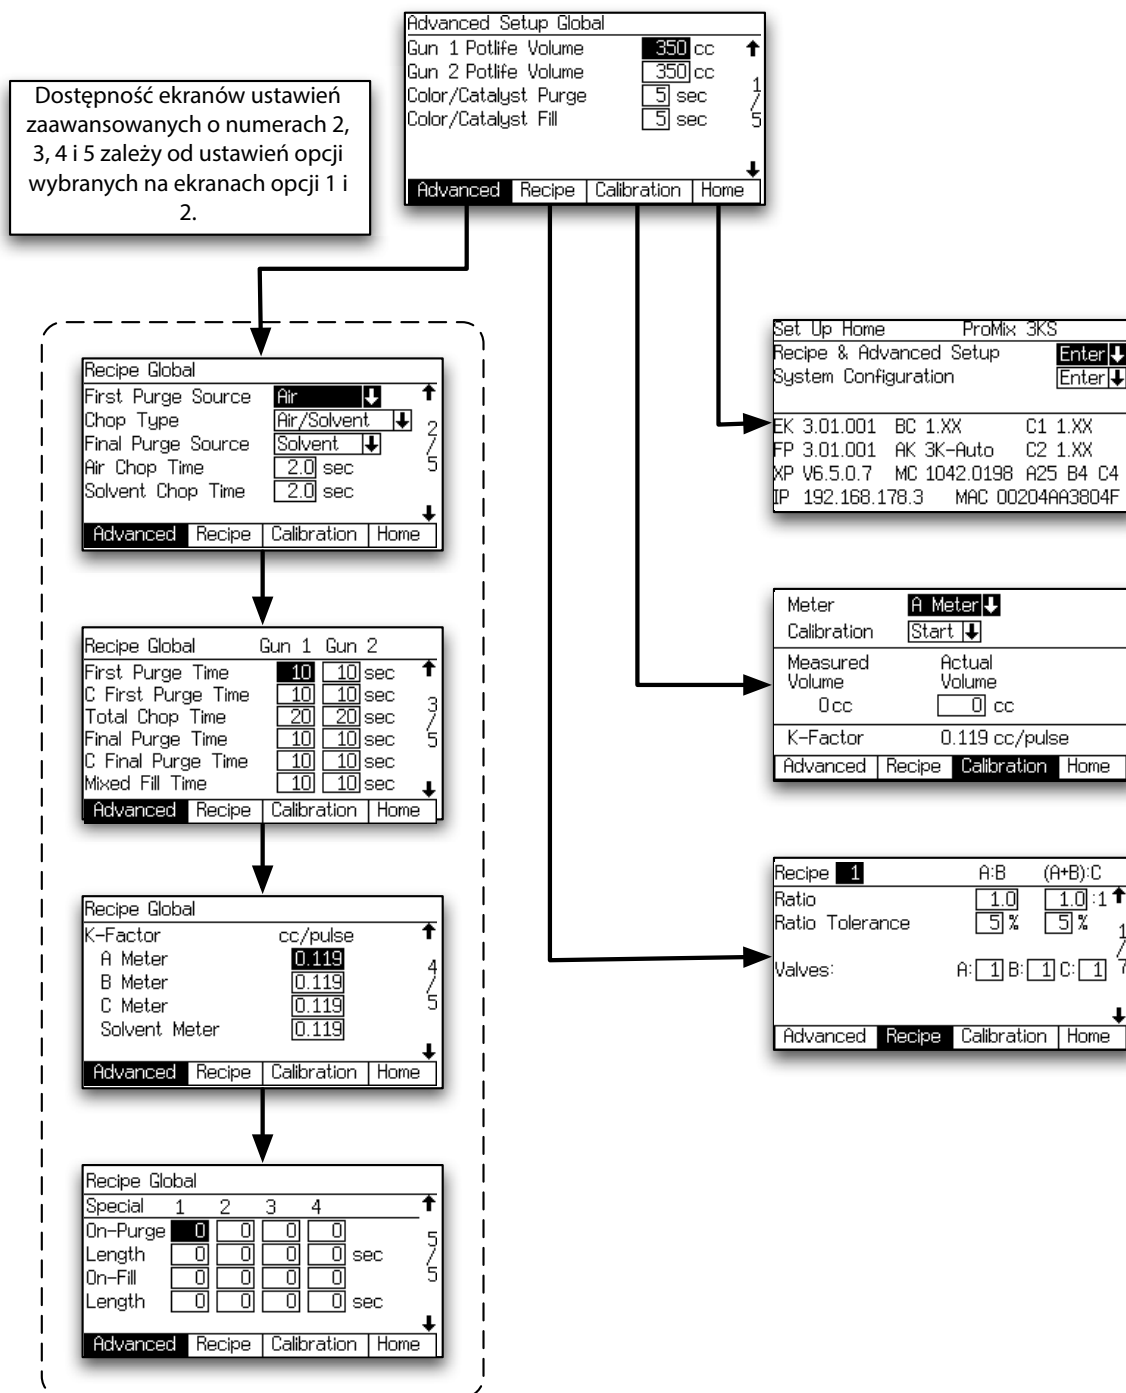 Advanced Setup Global
Gun 1 Potlife Volume 350 cc
Gun 2 Potlife Volume 350 cc
Color/Catalyst Purge 5 sec
Color/Catalyst Fill 5 sec
1/5
Advanced Recipe Calibration Home
Dostępność ekranów ustawień
zaawansowanych o numerach 2,
3, 4 i 5 zależy od ustawień opcji
wybranych na ekranach opcji 1 i
2.
Recipe Global
First Purge Source Air
Chop Type Air/Solvent
Final Purge Source Solvent
Air Chop Time 2.0 sec
Solvent Chop Time 2.0 sec
2/5
Advanced Recipe Calibration Home
Recipe Global Gun 1 Gun 2
First Purge Time 10 10 sec
C First Purge Time 10 10 sec
Total Chop Time 20 20 sec
Final Purge Time 10 10 sec
C Final Purge Time 10 10 sec
Mixed Fill Time 10 10 sec
3/5
Advanced Recipe Calibration Home
Recipe Global
K-Factor cc/pulse
A Meter 0.119
B Meter 0.119
C Meter 0.119
Solvent Meter 0.119
4/5
Advanced Recipe Calibration Home
Recipe Global
Special 1 2 3 4
On-Purge 0 0 0 0
Length 0 0 0 0 sec
On-Fill 0 0 0 0
Length 0 0 0 0 sec
5/5
Advanced Recipe Calibration Home
Set Up Home ProMix 3KS
Recipe & Advanced Setup Enter
System Configuration Enter
EK 3.01.001 BC 1.XX C1 1.XX
FP 3.01.001 AK 3K-Auto C2 1.XX
XP V6.5.0.7 MC 1042.0198 A25 B4 C4
IP 192.168.178.3 MAC 00204AA3804F
Meter A Meter
Calibration Start
Measured Actual
Volume Volume
0 cc 0 cc
K-Factor 0.119 cc/pulse
Advanced Recipe Calibration Home
Recipe 1 A:B (A+B):C
Ratio 1.0 1.0 :1
Ratio Tolerance 5 % 5 %
Valves: A: 1 B: 1 C: 1
1/7
Advanced Recipe Calibration Home